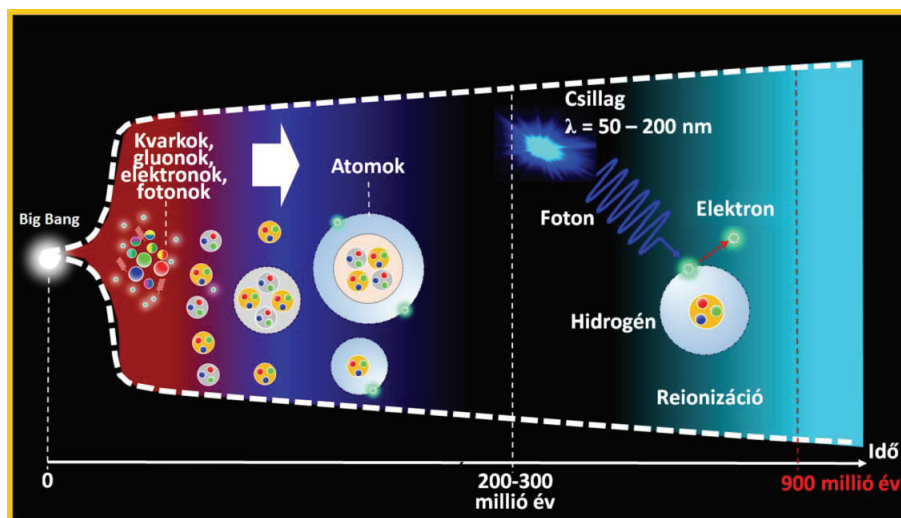 Big Bang
Kvarkok,
gluonok,
elektronok,
fotonok
Atomok
Csillag
λ = 50 – 200 nm
Foton
Elektron
Hidrogén
Reionizáció
Idő
0
200-300
millió év
900 millió év